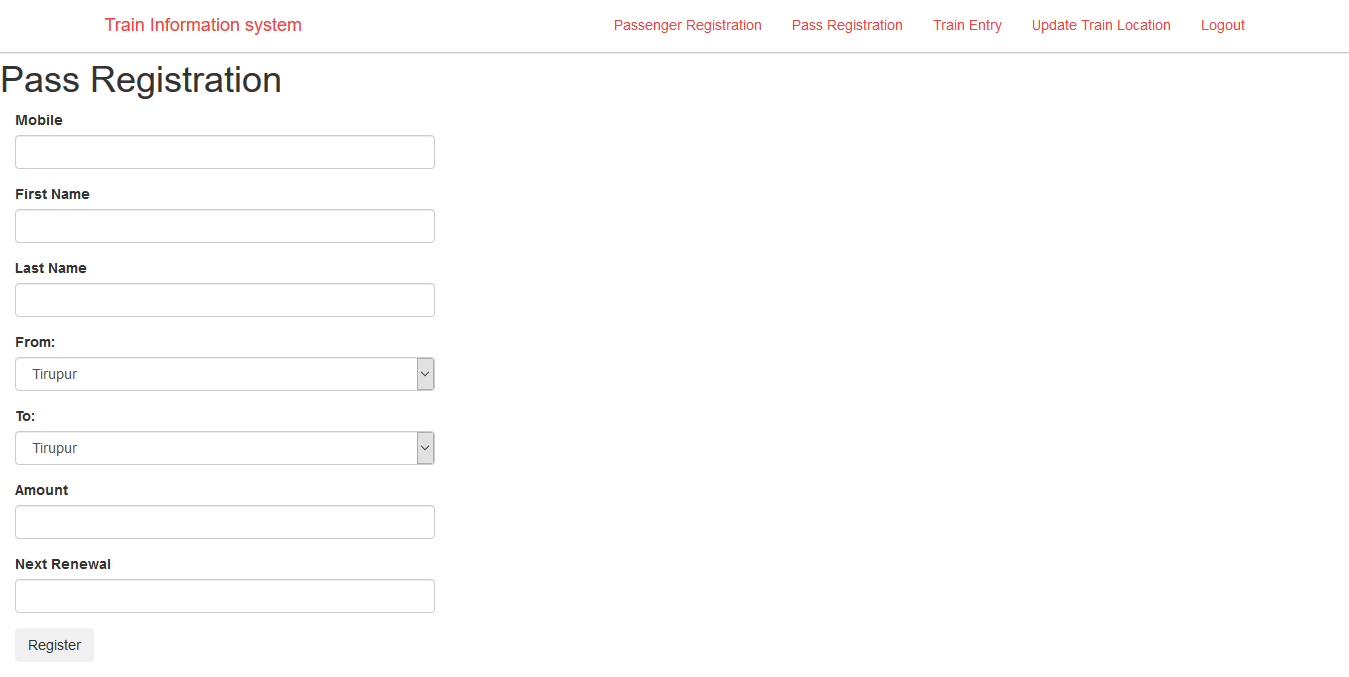 Train Information system
Passenger Registration Pass Registration Train Entry Update Train Location Logout
Pass Registration
Mobile
First Name
Last Name
From:
Tirupur
To:
Tirupur
Amount
Next Renewal
Register